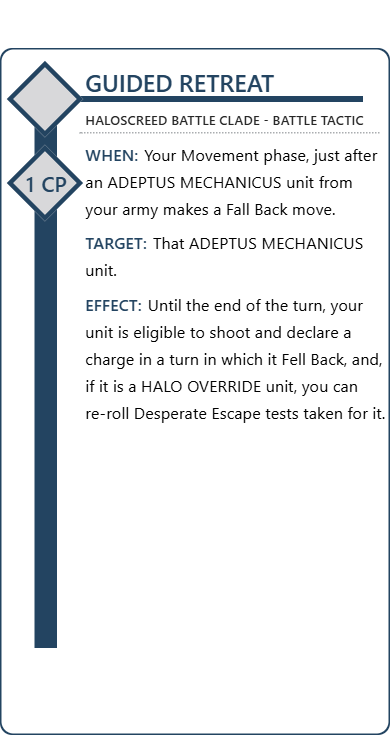 GUIDED RETREAT
HALOSCREED BATTLE CLADE - BATTLE TACTIC
1 CP
WHEN: Your Movement phase, just after
an ADEPTUS MECHANICUS unit from
your army makes a Fall Back move.
TARGET: That ADEPTUS MECHANICUS
unit.
EFFECT: Until the end of the turn, your
unit is eligible to shoot and declare a
charge in a turn in which it Fell Back, and,
if it is a HALO OVERRIDE unit, you can
re-roll Desperate Escape tests taken for it.